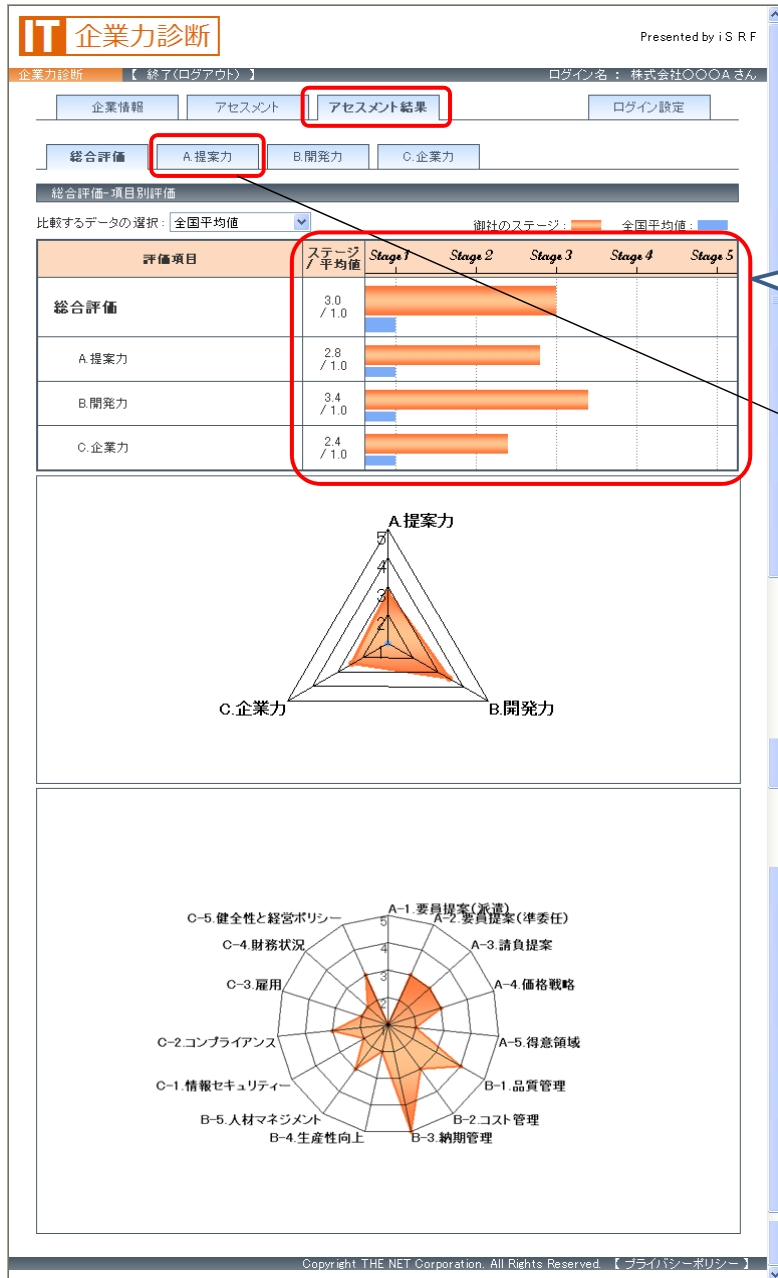 IT 企業力診断
Presented by i S R F
企業力診断 【 終了(ログアウト) 】 ログイン名 : 株式会社〇〇〇A さん
企業情報 アセスメント アセスメント結果 ログイン設定
総合評価 A.提案力 B.開発力 C.企業力
総合評価-項目別評価
比較するデータの選択: 全国平均値 御社のステージ: 全国平均値:
評価項目 ステージ / 平均値 Stage 1 Stage 2 Stage 3 Stage 4 Stage 5
総合評価 3.0 / 1.0
A.提案力 2.8 / 1.0
B.開発力 3.4 / 1.0
C.企業力 2.4 / 1.0
A.提案力
5
4
3
2
1
C.企業力 B.開発力
A-1.要員提案(派遣)
C-5.健全性と経営ポリシー A-2.要員提案(準委任)
5
C-4.財務状況 4 A-3.請負提案
C-3.雇用 3 A-4.価格戦略
2
C-2.コンプライアンス A-5.得意領域
C-1.情報セキュリティー B-1.品質管理
B-5.人材マネジメント B-2.コスト管理
B-4.生産性向上 B-3.納期管理
Copyright THE NET Corporation. All Rights Reserved. 【 プライバシーポリシー 】